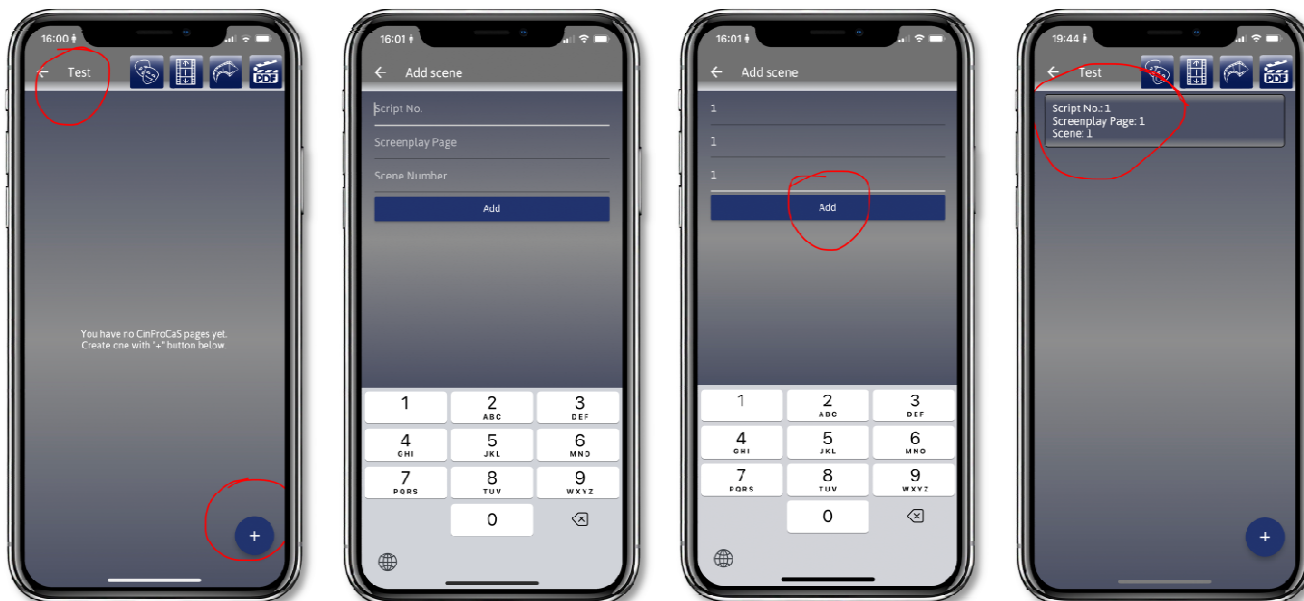 16:00
Test
PDF
You have no CinFroCaS pages yet.
Create one with "+" button below.
+
16:01
Add scene
Script No.
Screenplay Page
Scene Number
Add
1
2
ABC
3
DEF
4
GHI
5
JKL
6
MNO
7
PQRS
8
TUV
9
WXYZ
0
16:01
Add scene
1
1
1
Add
1
2
ABC
3
DEF
4
GHI
5
JKL
6
MNO
7
PQRS
8
TUV
9
WXYZ
0
19:44
Test
PDF
Script No.: 1
Screenplay Page: 1
Scene: 1
+